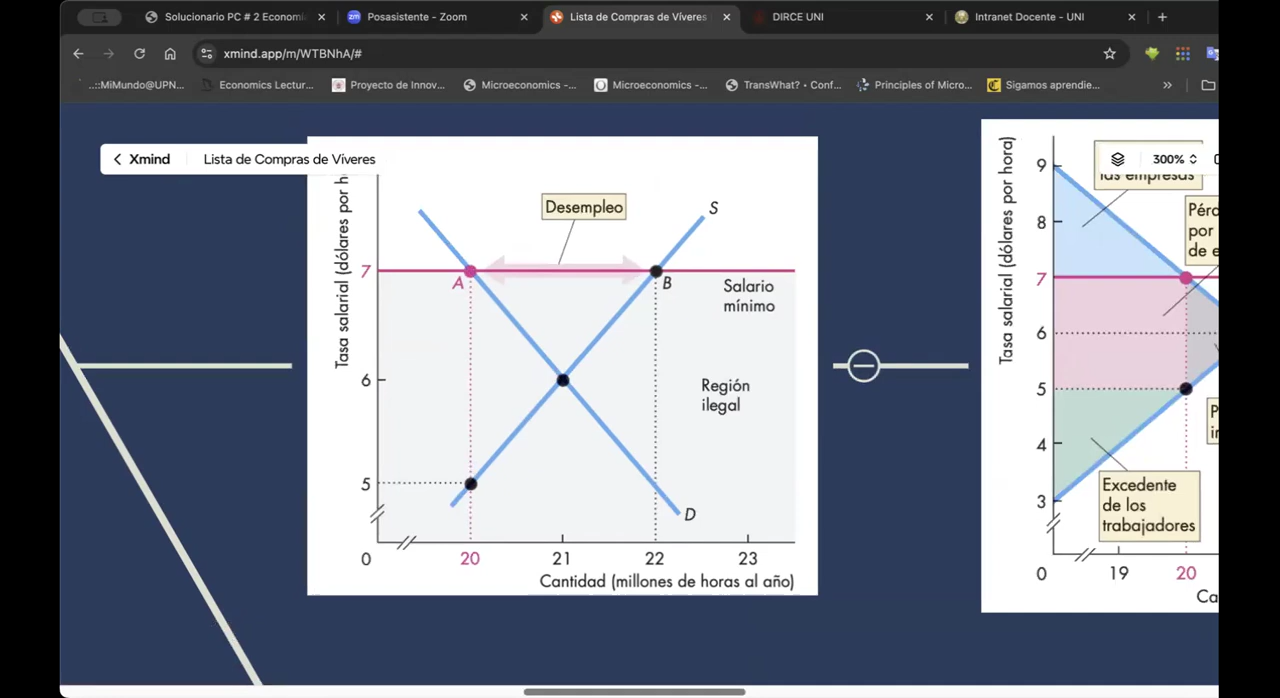 Solucionario PC # 2 Economí
Posasistente - Zoom
Lista de Compras de Víveres
DIRCE UNI
Intranet Docente - UNI
xmind.app/m/WTBNhA/#
..::MiMundo@UPN...
Economics Lectur...
Proyecto de Innov...
Microeconomics -...
Microeconomics -...
TransWhat? • Conf...
Principles of Micro...
Sigamos aprendie...
Xmind
Lista de Compras de Víveres
300%
Tasa salarial (dólares por h
Desempleo
S
7
A
B
Salario
mínimo
6
Región
ilegal
5
D
0
20
21
22
23
Cantidad (millones de horas al año)
Tasa salarial (dólares por hora)
9
las empresas
8
Pérd
por
de e
7
6
5
P
in
4
Excedente
de los
trabajadores
3
0
19
20
Ca